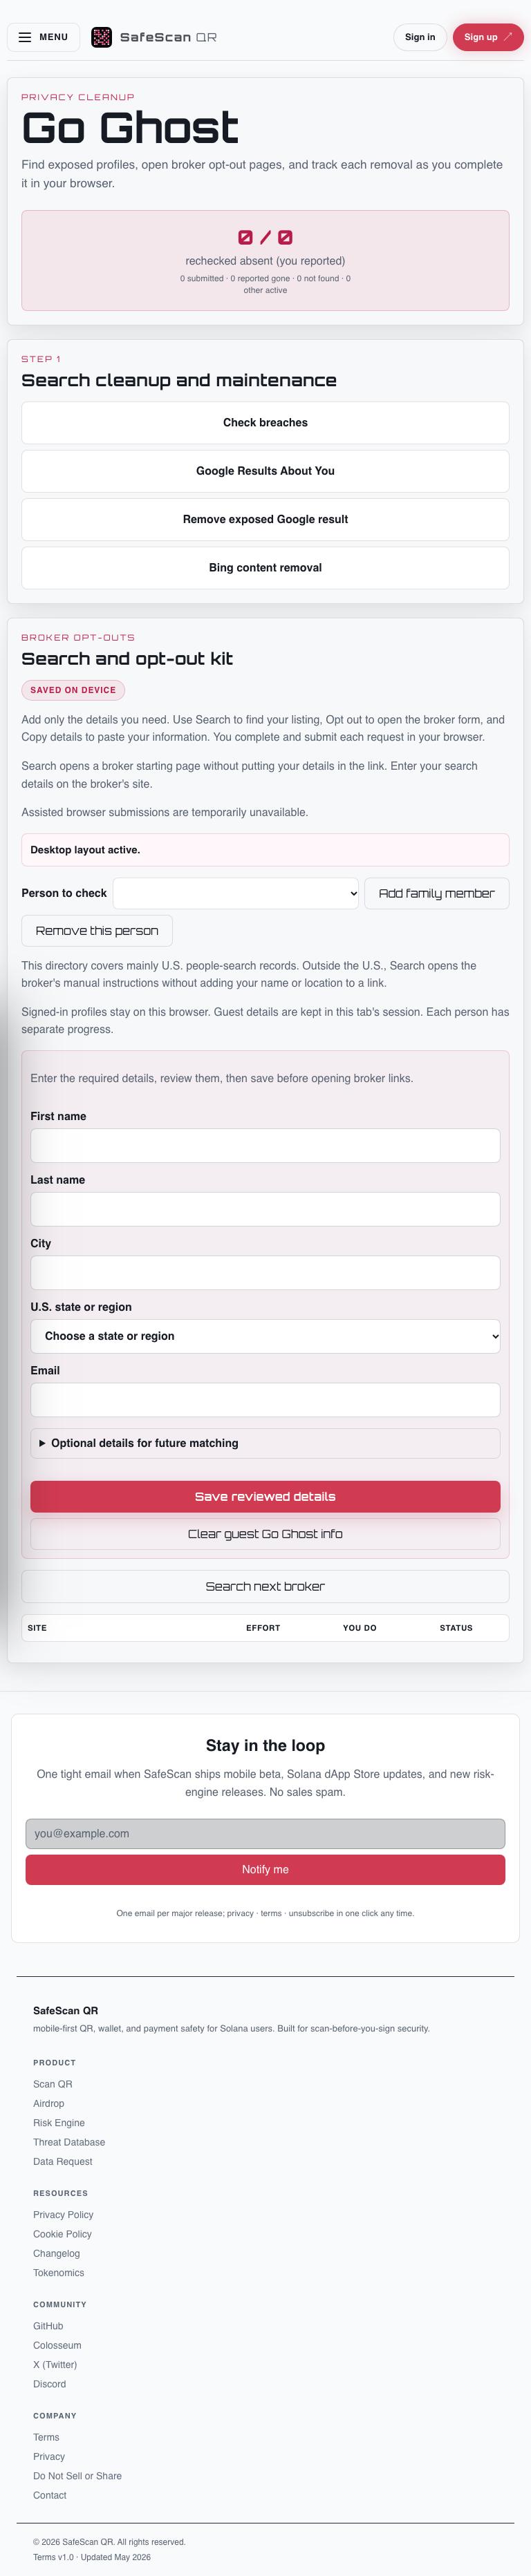 MENU
SafeScan QR
Sign in
Sign up ↗
PRIVACY CLEANUP
Go Ghost
Find exposed profiles, open broker opt-out pages, and track each removal as you complete
it in your browser.
0 / 0
rechecked absent (you reported)
0 submitted · 0 reported gone · 0 not found · 0
other active
STEP 1
Search cleanup and maintenance
Check breaches
Google Results About You
Remove exposed Google result
Bing content removal
BROKER OPT-OUTS
Search and opt-out kit
SAVED ON DEVICE
Add only the details you need. Use Search to find your listing, Opt out to open the broker form, and
Copy details to paste your information. You complete and submit each request in your browser.
Search opens a broker starting page without putting your details in the link. Enter your search
details on the broker's site.
Assisted browser submissions are temporarily unavailable.
Desktop layout active.
Person to check
Add family member
Remove this person
This directory covers mainly U.S. people-search records. Outside the U.S., Search opens the
broker's manual instructions without adding your name or location to a link.
Signed-in profiles stay on this browser. Guest details are kept in this tab's session. Each person has
separate progress.
Enter the required details, review them, then save before opening broker links.
First name
Last name
City
U.S. state or region
Choose a state or region
Email
▶ Optional details for future matching
Save reviewed details
Clear guest Go Ghost info
Search next broker
SITE EFFORT YOU DO STATUS
Stay in the loop
One tight email when SafeScan ships mobile beta, Solana dApp Store updates, and new risk-
engine releases. No sales spam.
you@example.com
Notify me
One email per major release; privacy · terms · unsubscribe in one click any time.
SafeScan QR
mobile-first QR, wallet, and payment safety for Solana users. Built for scan-before-you-sign security.
PRODUCT
Scan QR
Airdrop
Risk Engine
Threat Database
Data Request
RESOURCES
Privacy Policy
Cookie Policy
Changelog
Tokenomics
COMMUNITY
GitHub
Colosseum
X (Twitter)
Discord
COMPANY
Terms
Privacy
Do Not Sell or Share
Contact
© 2026 SafeScan QR. All rights reserved.
Terms v1.0 · Updated May 2026